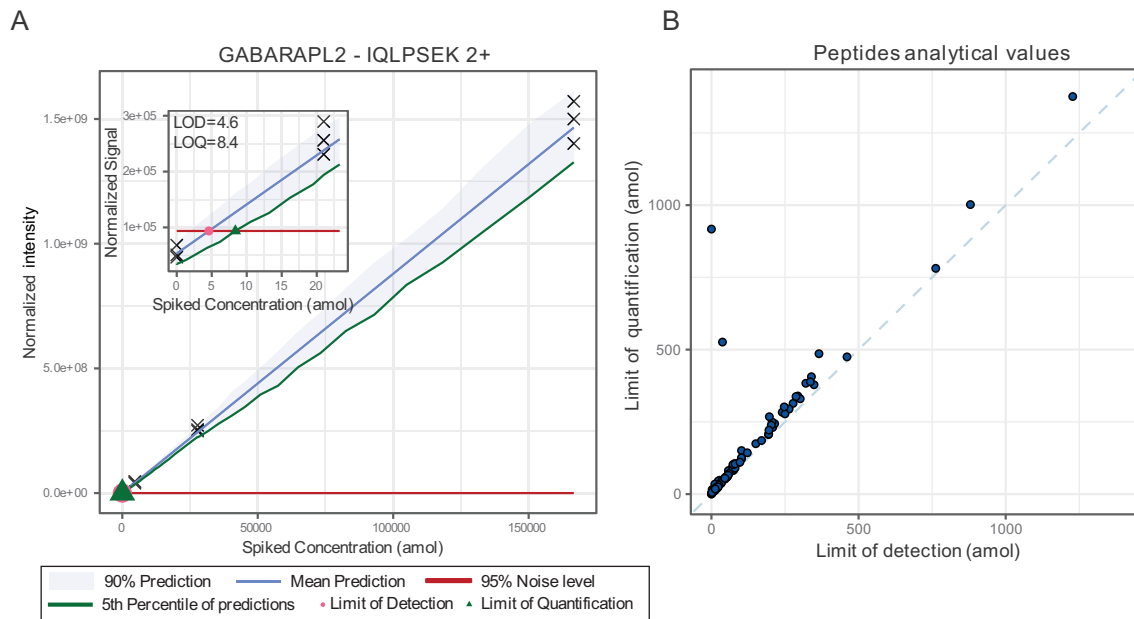 A
GABARAPL2 - IQLPSEK 2+
Normalized intensity
1.5e+09
1.0e+09
5.0e+08
0.0e+00
0
50000
100000
150000
Spiked Concentration (amol)
LOD=4.6
LOQ=8.4
Normalized Signal
3e+05
2e+05
1e+05
0
5
10
15
20
Spiked Concentration (amol)
90% Prediction
Mean Prediction
95% Noise level
5th Percentile of predictions
Limit of Detection
Limit of Quantification
B
Peptides analytical values
Limit of quantification (amol)
1000
500
0
0
500
1000
Limit of detection (amol)